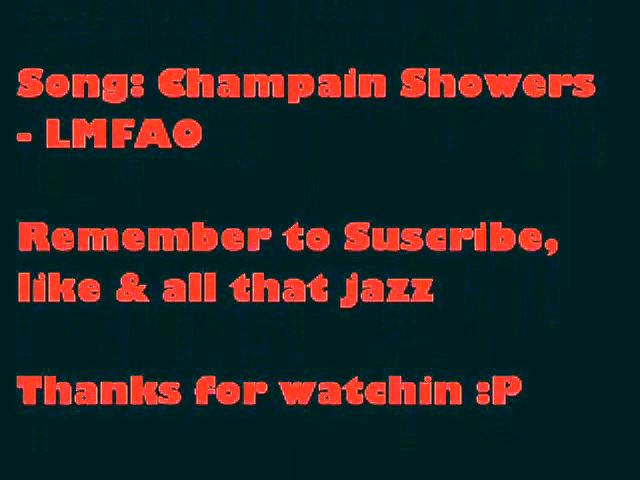 Song: Champain Showers
- LMFAO
Remember to Suscribe,
like & all that jazz
Thanks for watchin :P